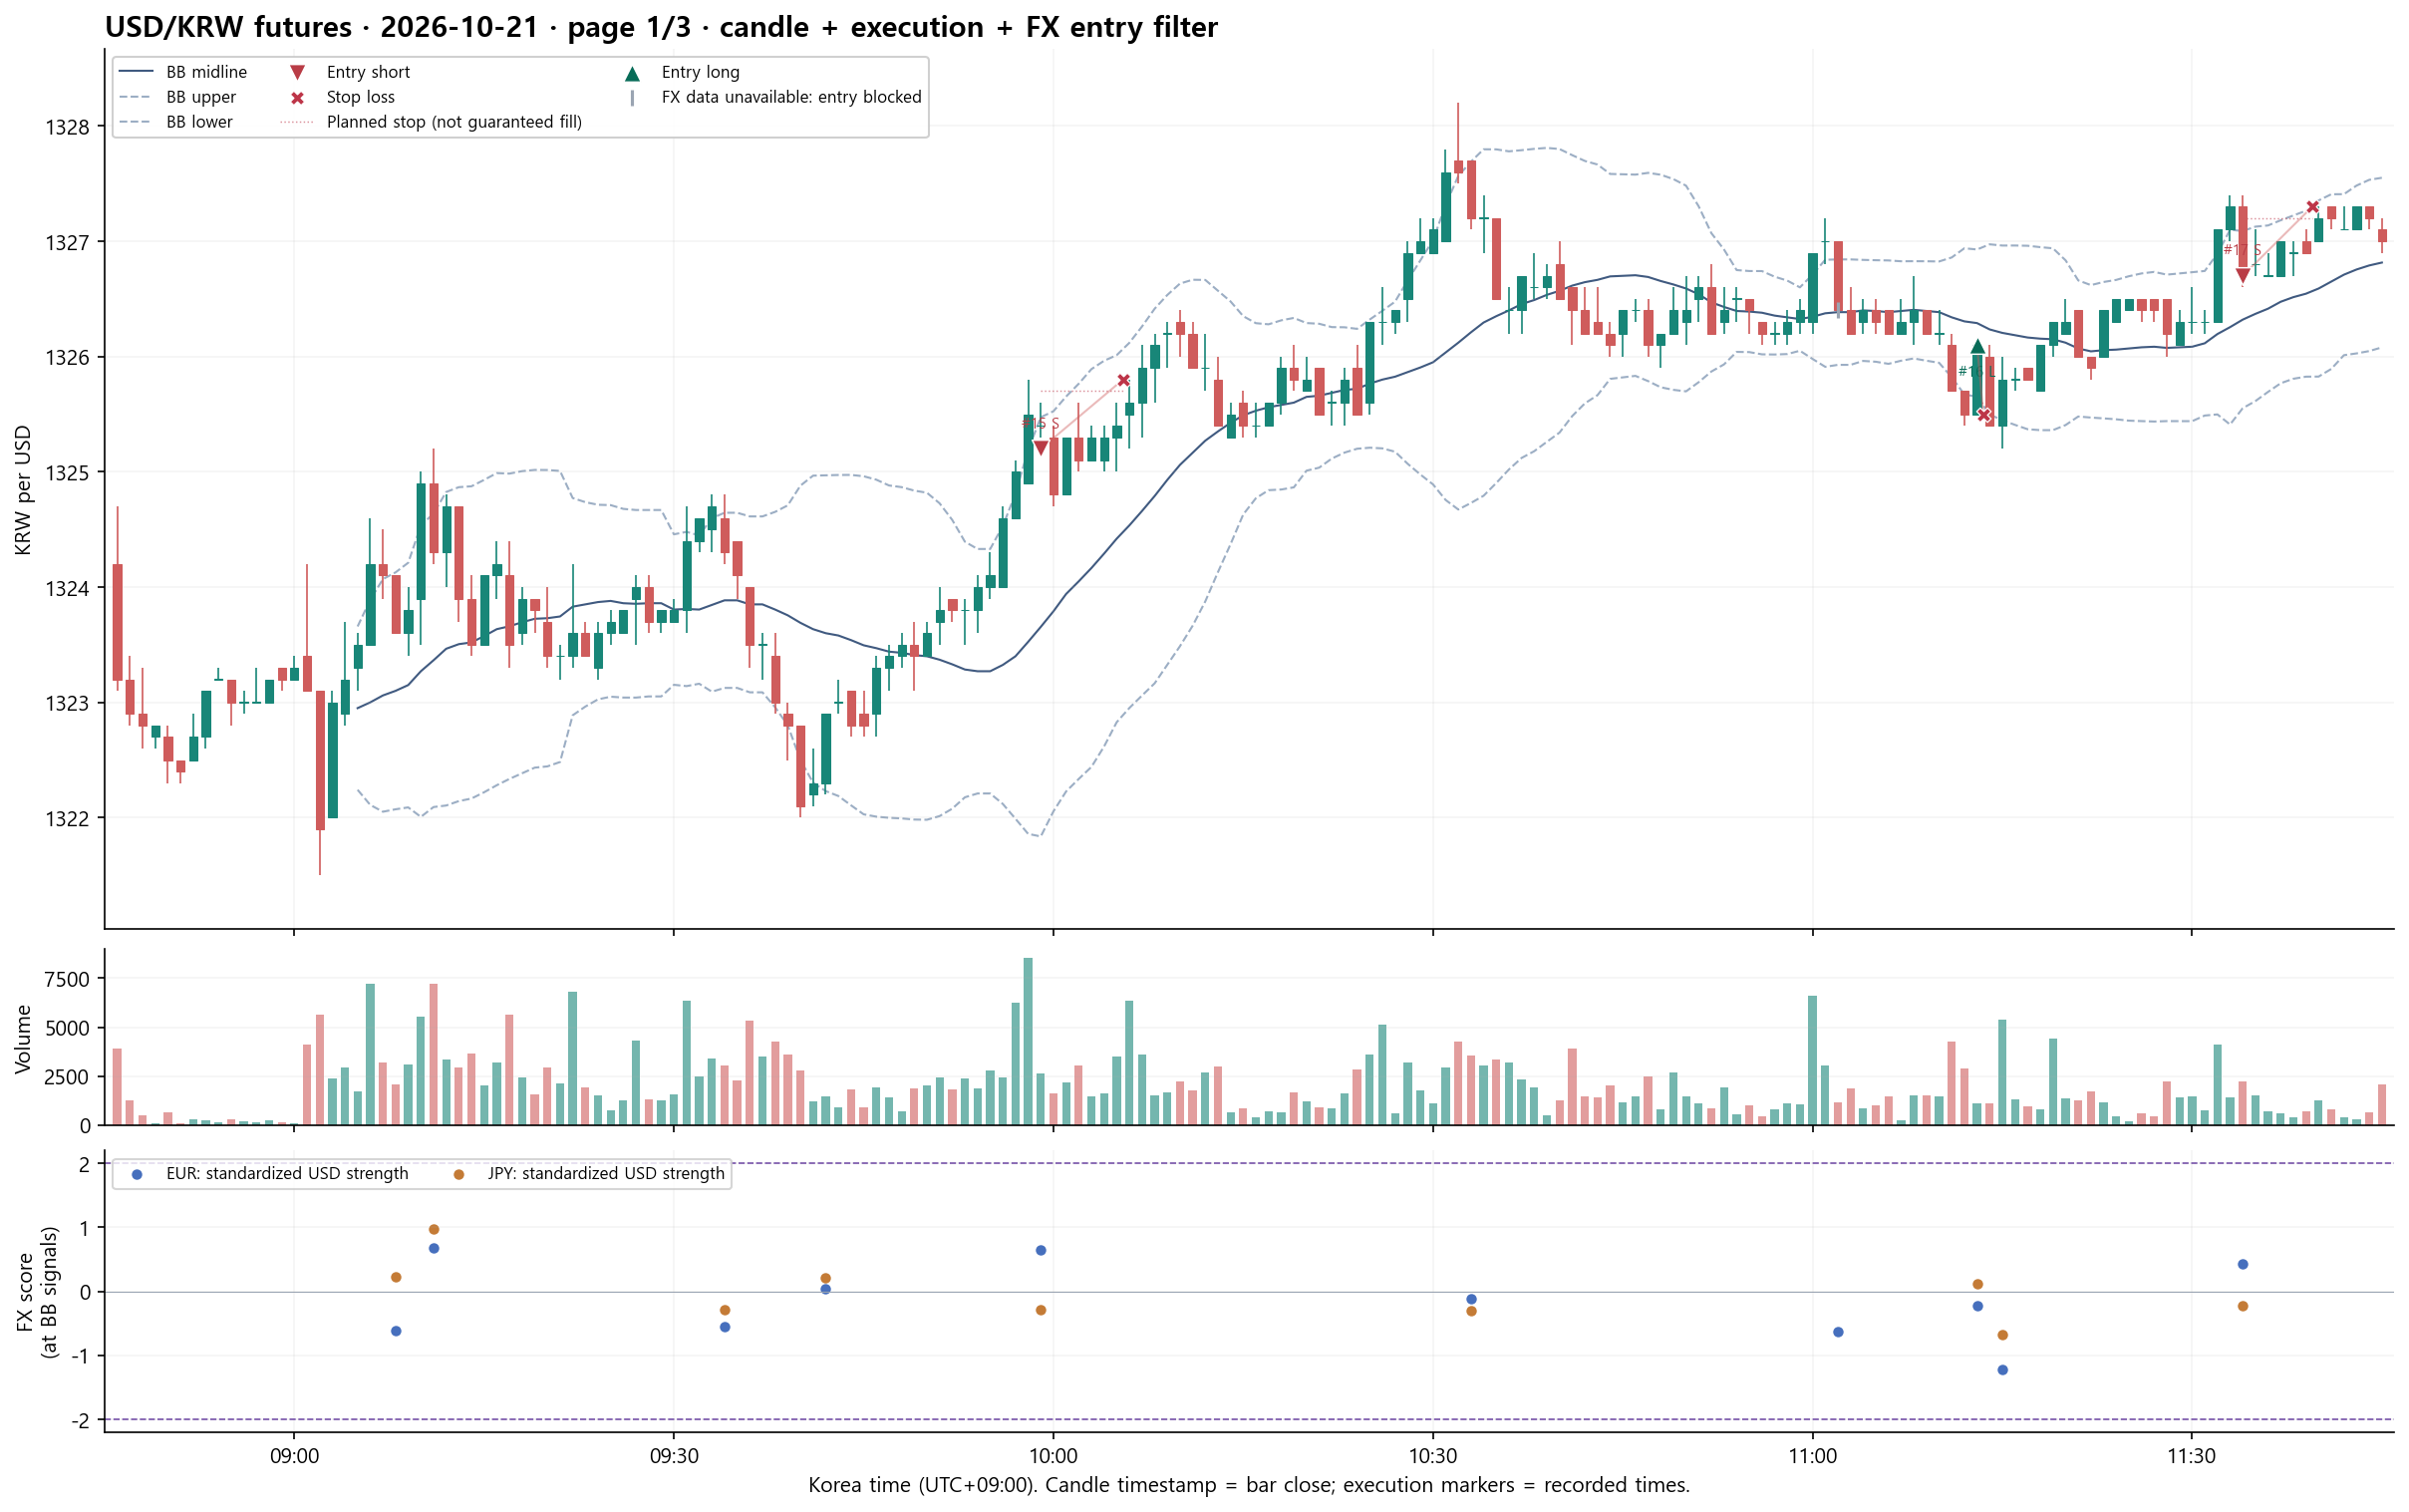 USD/KRW futures · 2026-10-21 · page 1/3 · candle + execution + FX entry filter
BB midline
BB upper
BB lower
Entry short
Stop loss
Planned stop (not guaranteed fill)
Entry long
FX data unavailable: entry blocked
KRW per USD
1328
1327
1326
1325
1324
1323
1322
#15 S
#16 L
#17 S
Volume
7500
5000
2500
0
EUR: standardized USD strength
JPY: standardized USD strength
FX score
(at BB signals)
2
1
0
-1
-2
09:00
09:30
10:00
10:30
11:00
11:30
Korea time (UTC+09:00). Candle timestamp = bar close; execution markers = recorded times.